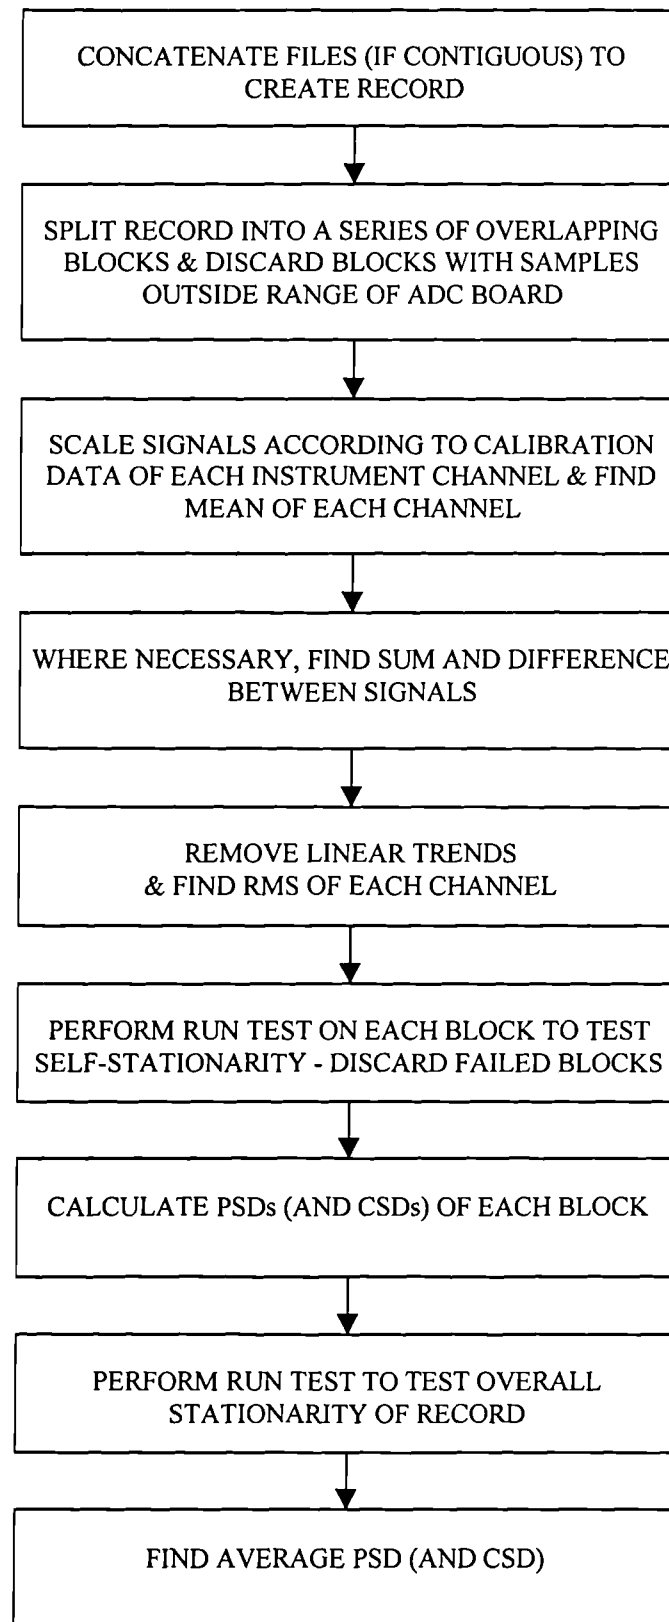 CONCATENATE FILES (IF CONTIGUOUS) TO
CREATE RECORD
SPLIT RECORD INTO A SERIES OF OVERLAPPING
BLOCKS & DISCARD BLOCKS WITH SAMPLES
OUTSIDE RANGE OF ADC BOARD
SCALE SIGNALS ACCORDING TO CALIBRATION
DATA OF EACH INSTRUMENT CHANNEL & FIND
MEAN OF EACH CHANNEL
WHERE NECESSARY, FIND SUM AND DIFFERENCE
BETWEEN SIGNALS
REMOVE LINEAR TRENDS
& FIND RMS OF EACH CHANNEL
PERFORM RUN TEST ON EACH BLOCK TO TEST
SELF-STATIONARITY - DISCARD FAILED BLOCKS
CALCULATE PSDs (AND CSDs) OF EACH BLOCK
PERFORM RUN TEST TO TEST OVERALL
STATIONARITY OF RECORD
FIND AVERAGE PSD (AND CSD)